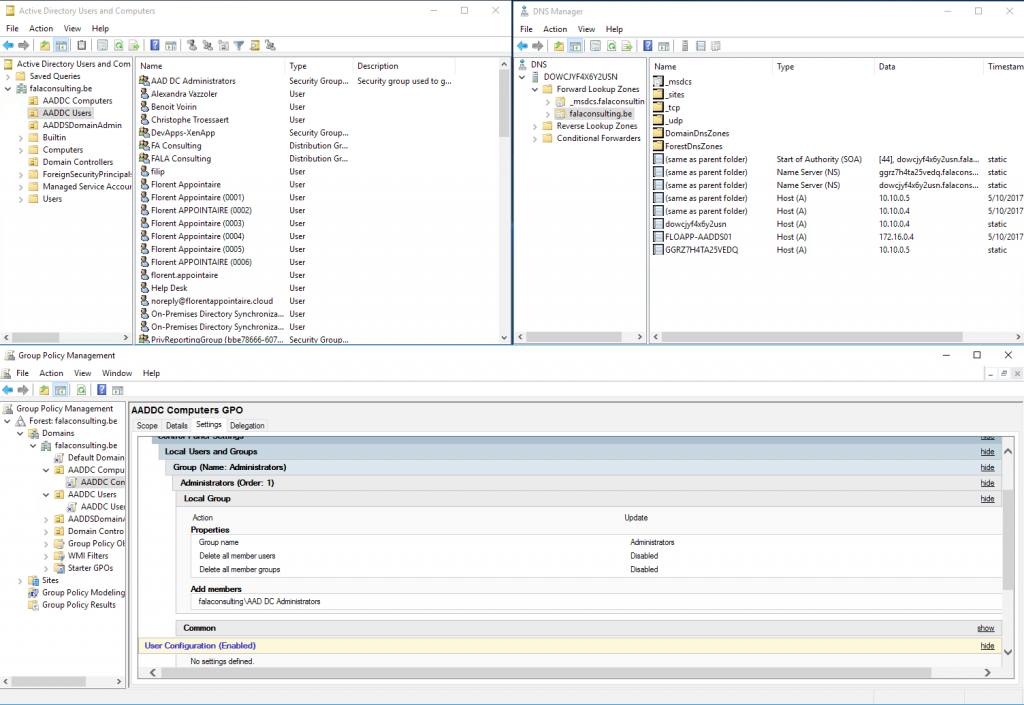 Active Directory Users and Computers
File Action View Help
Active Directory Users and Com
Saved Queries
falaconsulting.be
AADDC Computers
AADDC Users
AADDSDomainAdmin
Builtin
Computers
Domain Controllers
ForeignSecurityPrincipals
Managed Service Accour
Users
Name Type Description
AAD DC Administrators Security Group... Security group used to g...
Alexandra Vazzoler User
Benoit Voirin User
Christophe Troessaert User
DevApps-XenApp Security Group...
FA Consulting Distribution Gr...
FALA Consulting Distribution Gr...
filip User
Florent Appointaire User
Florent Appointaire (0001) User
Florent APPOINTAIRE (0002) User
Florent Appointaire (0003) User
Florent Appointaire (0004) User
Florent Appointaire (0005) User
Florent APPOINTAIRE (0006) User
florent.appointaire User
Help Desk User
noreply@florentappointaire.cloud User
On-Premises Directory Synchroniza... User
On-Premises Directory Synchroniza... User
PrivReportingGroup (bbe78666-607... Security Group...
DNS Manager
File Action View Help
DNS
DOWCJYF4X6Y2USN
Forward Lookup Zones
_msdcs.falaconsultin
falaconsulting.be
Reverse Lookup Zones
Conditional Forwarders
Name Type Data Timestam
_msdcs
_sites
_tcp
_udp
DomainDnsZones
ForestDnsZones
(same as parent folder) Start of Authority (SOA) [44], dowcjyf4x6y2usn.fala... static
(same as parent folder) Name Server (NS) ggrz7h4ta25vedq.falacons... static
(same as parent folder) Name Server (NS) dowcjyf4x6y2usn.falacons... static
(same as parent folder) Host (A) 10.10.0.5 5/10/2017
(same as parent folder) Host (A) 10.10.0.4 5/10/2017
dowcjyf4x6y2usn Host (A) 10.10.0.4 static
FLOAPP-AADDS01 Host (A) 172.16.0.4 5/10/2017
GGRZ7H4TA25VEDQ Host (A) 10.10.0.5 static
Group Policy Management
File Action View Window Help
Group Policy Management
Forest: falaconsulting.be
Domains
falaconsulting.be
Default Domain
AADDC Compu
AADDC Con
AADDC Users
AADDC User
AADDSDomainA
Domain Contro
Group Policy Ob
WMI Filters
Starter GPOs
Sites
Group Policy Modeling
Group Policy Results
AADDC Computers GPO
Scope Details Settings Delegation
Control Panel Settings hide
Local Users and Groups hide
Group (Name: Administrators) hide
Administrators (Order: 1) hide
Local Group hide
Action Update
Properties
Group name Administrators
Delete all member users Disabled
Delete all member groups Disabled
Add members
falaconsulting\AAD DC Administrators
Common show
User Configuration (Enabled) hide
No settings defined.